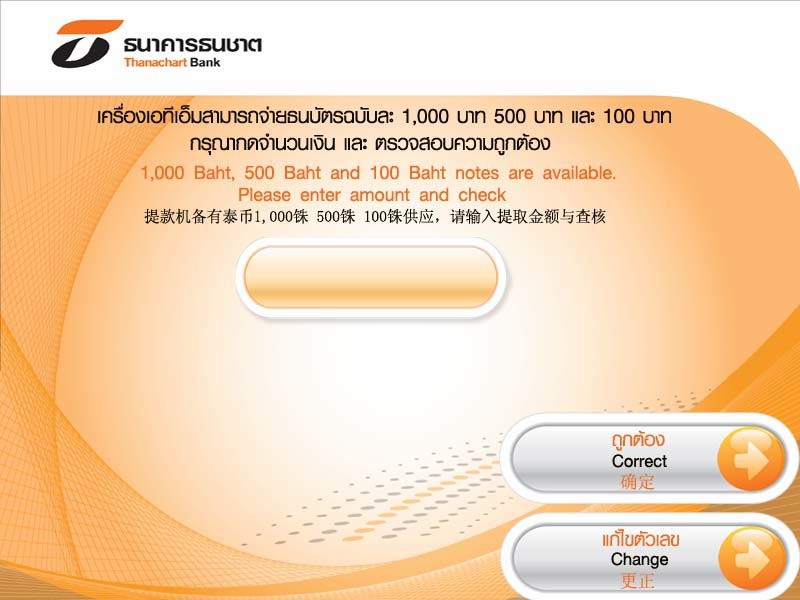 ธนาคารธนชาต
Thanachart Bank
เครื่องเอทีเอ็มสามารถจ่ายธนบัตรฉบับละ 1,000 บาท 500 บาท และ 100 บาท
กรุณากดจำนวนเงิน และ ตรวจสอบความถูกต้อง
1,000 Baht, 500 Baht and 100 Baht notes are available.
Please enter amount and check
提款机备有泰币1,000铢 500铢 100铢供应，请输入提取金额与查核
ถูกต้อง
Correct
确定
แก้ไขตัวเลข
Change
更正